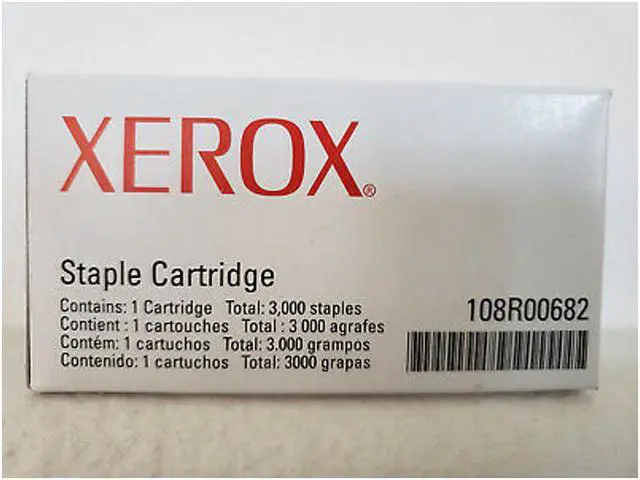 XEROX®
Staple Cartridge
Contains: 1 Cartridge Total: 3,000 staples
Contient : 1 cartouches Total : 3 000 agrafes
Contém: 1 cartuchos Total: 3.000 grampos
Contenido: 1 cartuchos Total: 3000 grapas
108R00682